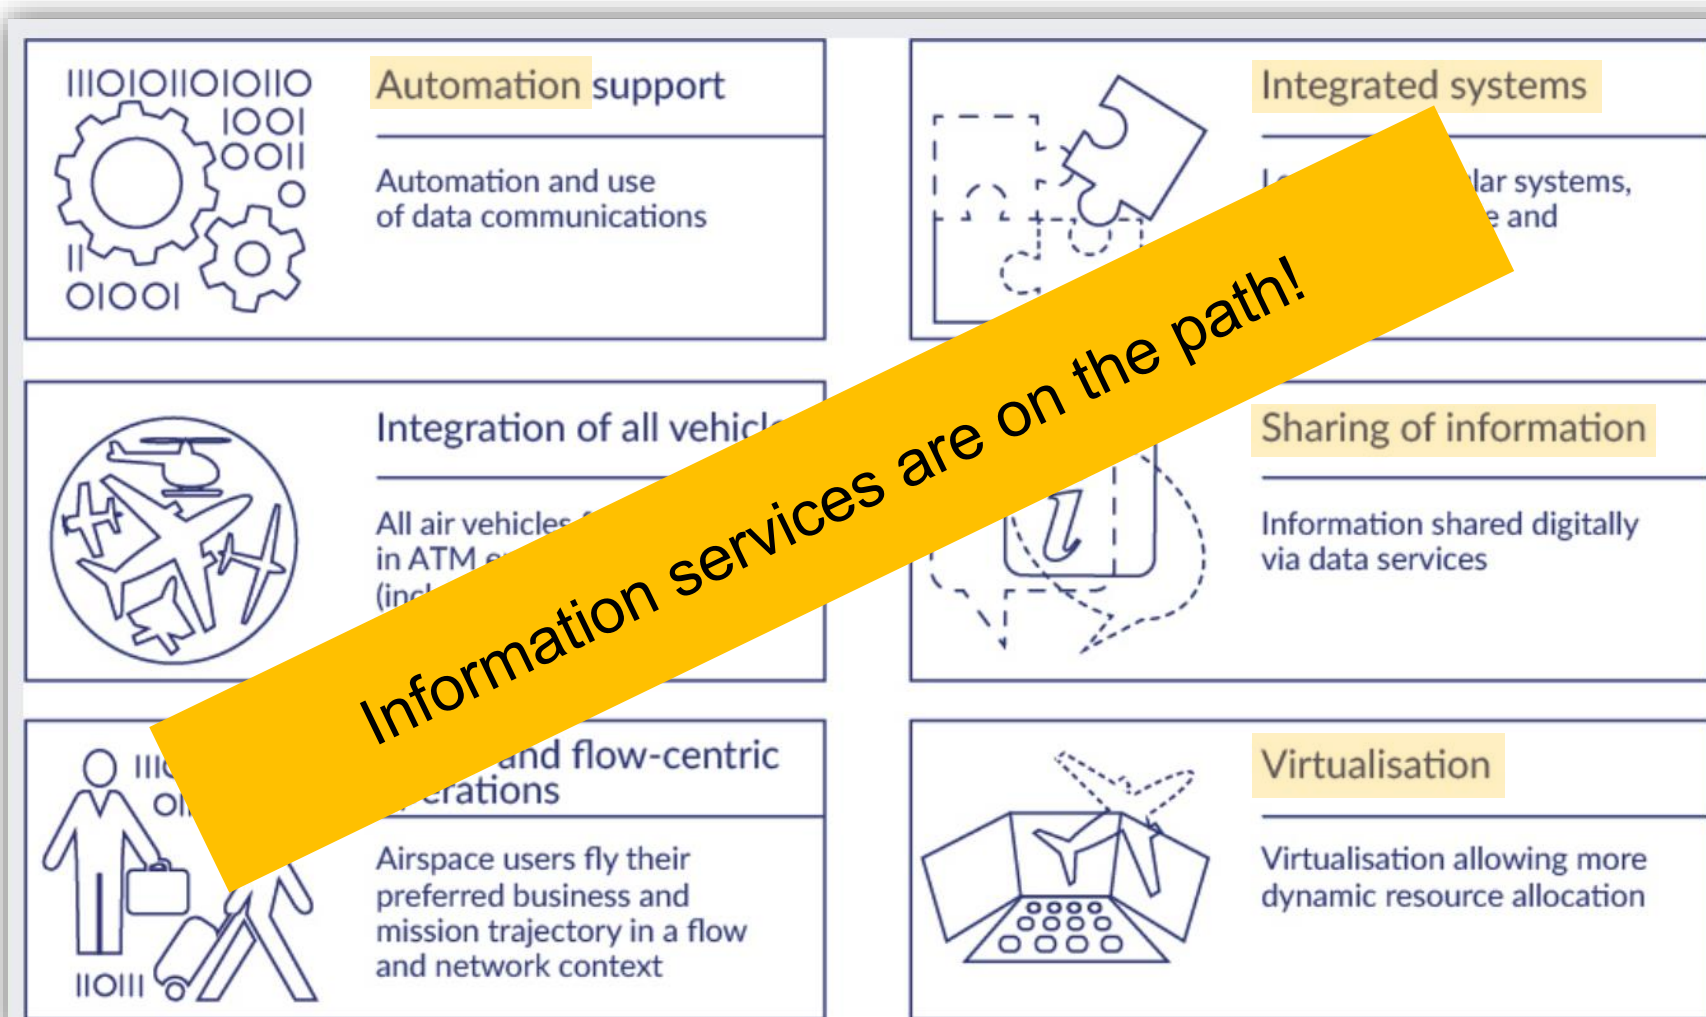 IIIOIOIIOIOIIO
IOOI
OOII
O
II
OIOOI
Automation support
Automation and use
of data communications
Integrated systems
systems,
and
Integration of all
All air vehicles
in ATM
Sharing of information
Information shared digitally
via data services
i
Information services are on the path!
and flow-centric
Airspace users fly their
preferred business and
mission trajectory in a flow
and network context
IIOIII
Virtualisation
Virtualisation allowing more
dynamic resource allocation